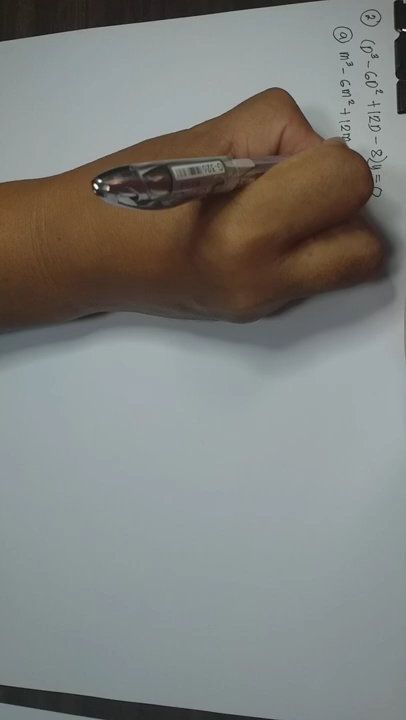 ② (D³ - 6D² + 12D - 8)y = 0
ⓐ m³ - 6m² + 12m